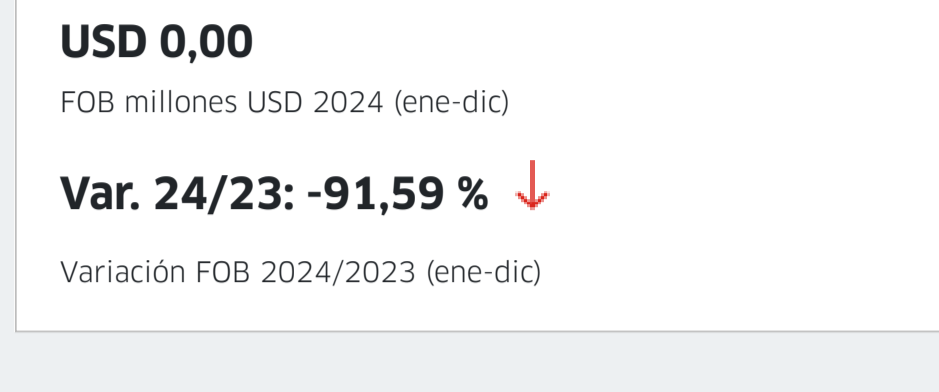 USD 0,00
FOB millones USD 2024 (ene-dic)
Var. 24/23: -91,59 %
Variación FOB 2024/2023 (ene-dic)